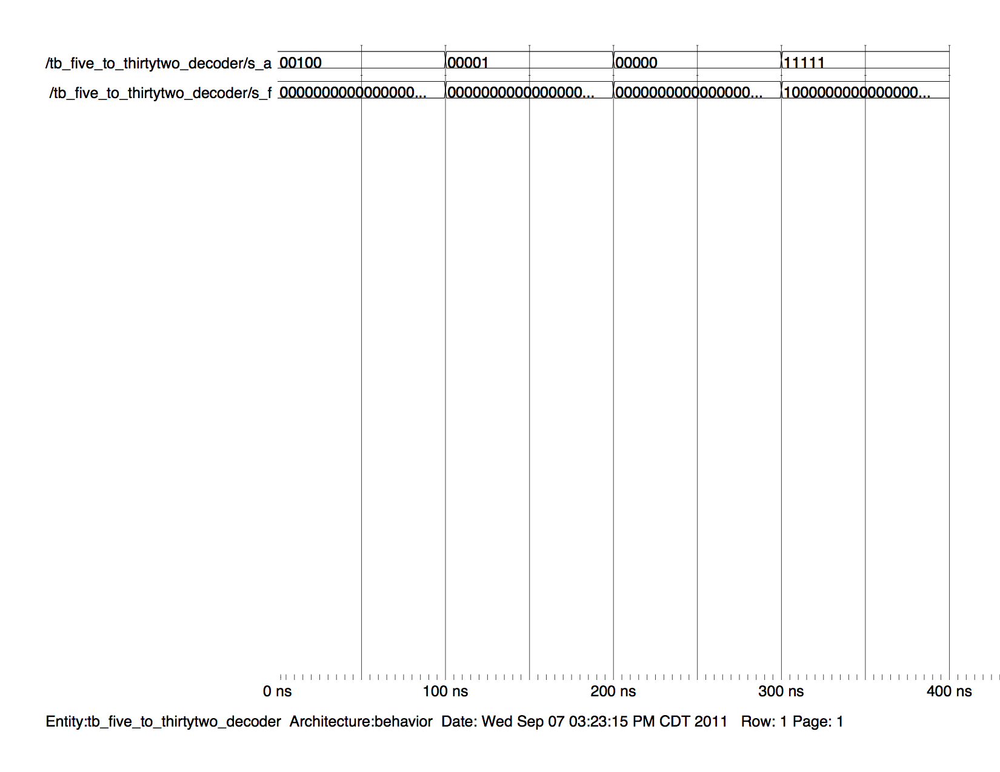 /tb_five_to_thirtytwo_decoder/s_a 00100 00001 00000 11111
/tb_five_to_thirtytwo_decoder/s_f 0000000000000000... 0000000000000000... 0000000000000000... 1000000000000000...
0 ns 100 ns 200 ns 300 ns 400 ns
Entity:tb_five_to_thirtytwo_decoder Architecture:behavior Date: Wed Sep 07 03:23:15 PM CDT 2011 Row: 1 Page: 1